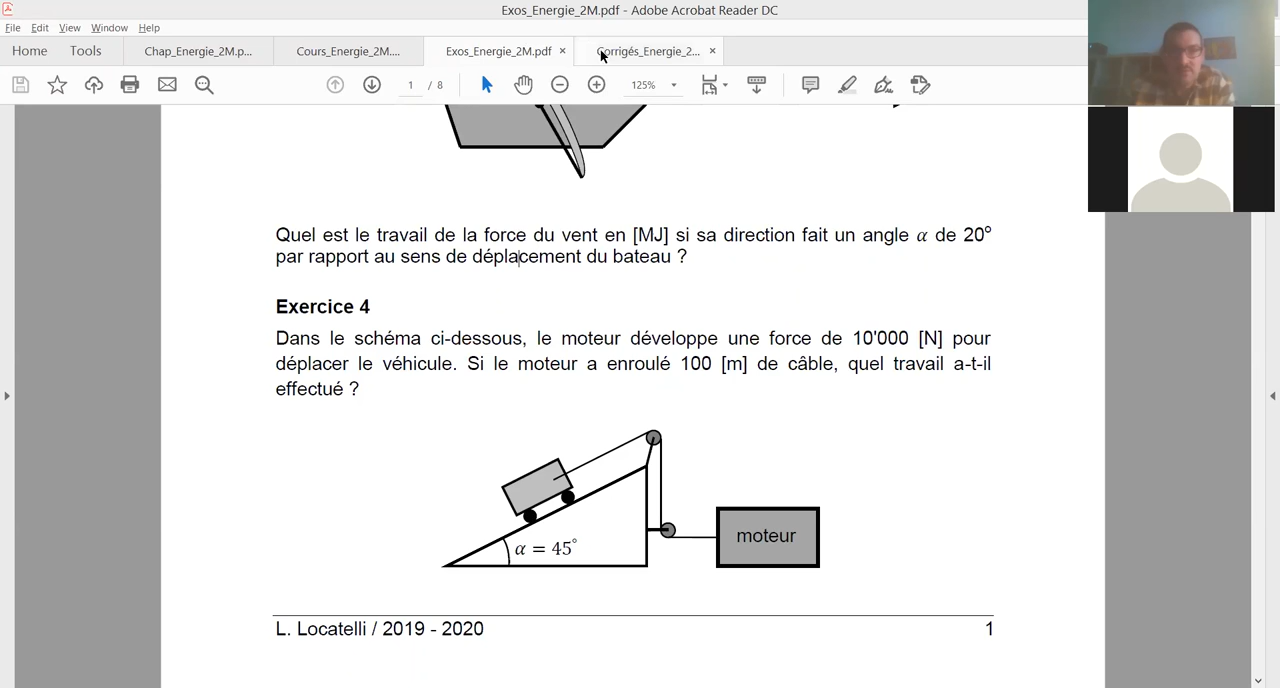 Exos_Energie_2M.pdf - Adobe Acrobat Reader DC
File Edit View Window Help
Home Tools Chap_Energie_2M.p... Cours_Energie_2M.... Exos_Energie_2M.pdf × Corrigés_Energie_2... ×
1 / 8 125%
Quel est le travail de la force du vent en [MJ] si sa direction fait un angle α de 20°
par rapport au sens de déplacement du bateau ?
Exercice 4
Dans le schéma ci-dessous, le moteur développe une force de 10'000 [N] pour
déplacer le véhicule. Si le moteur a enroulé 100 [m] de câble, quel travail a-t-il
effectué ?
α = 45°
moteur
L. Locatelli / 2019 - 2020 1